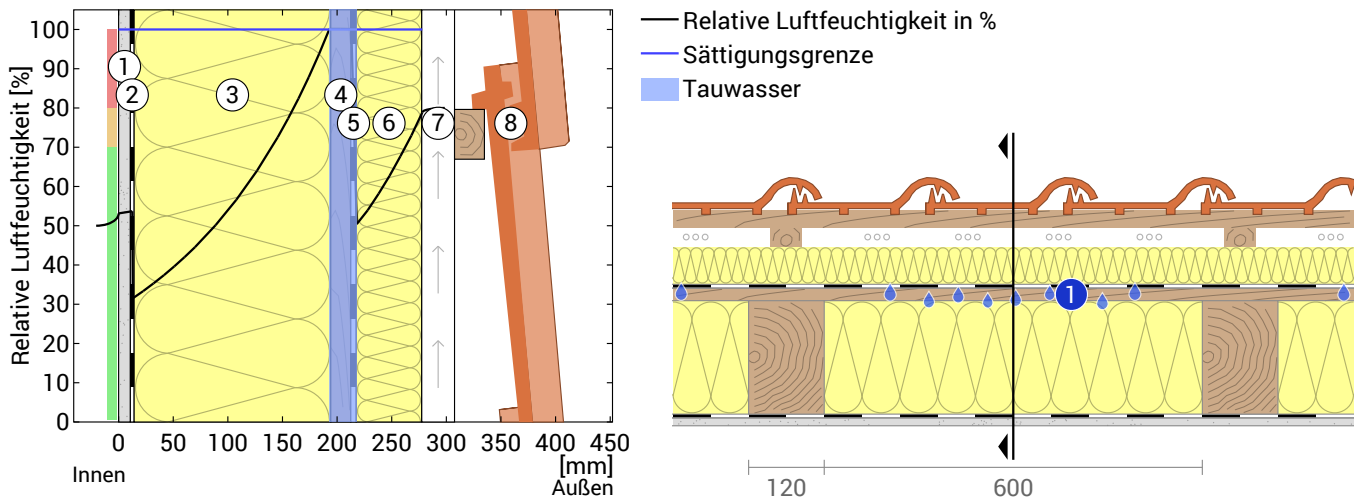 Relative Luftfeuchtigkeit [%]
100
90
80
70
60
50
40
30
20
10
0
1
2
3
4
5
6
7
8
0 50 100 150 200 250 300 350 400 450
[mm]
Innen
Außen
Relative Luftfeuchtigkeit in %
Sättigungsgrenze
Tauwasser
1
120 600